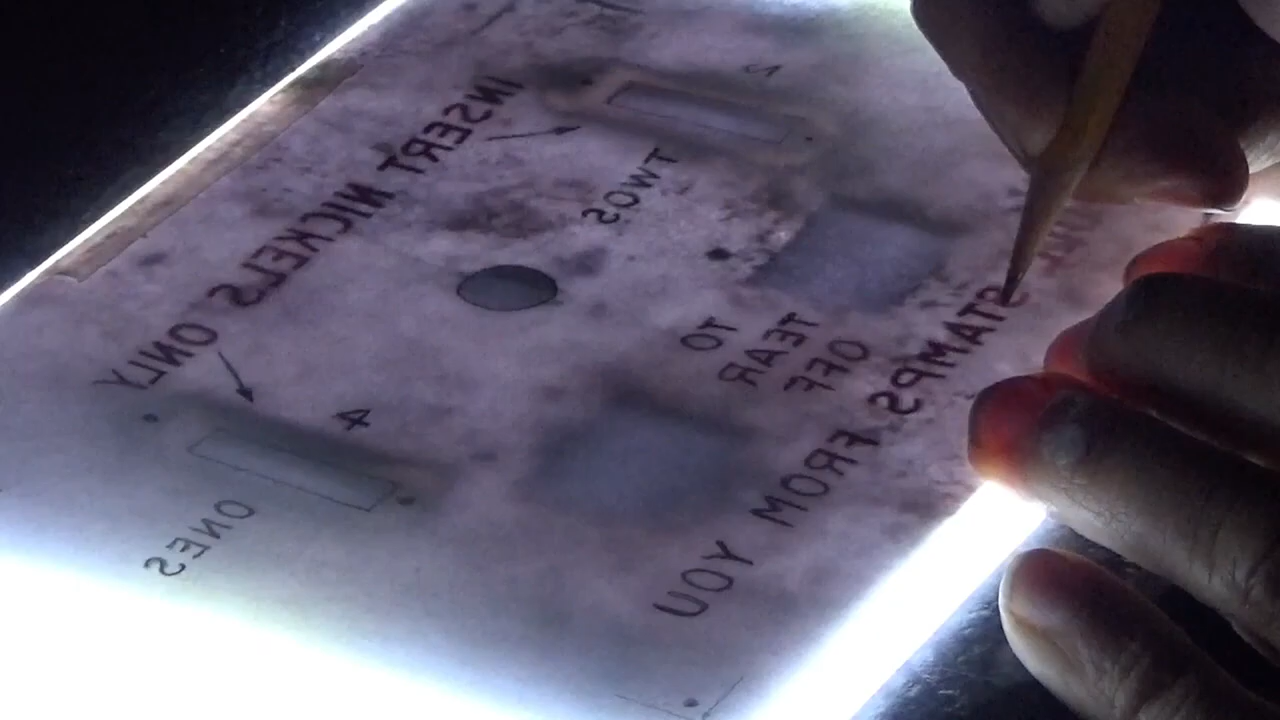 INSERT NICKELS ONLY
TWOS
4
ONES
TO
TEAR
OFF
STAMPS FROM YOU